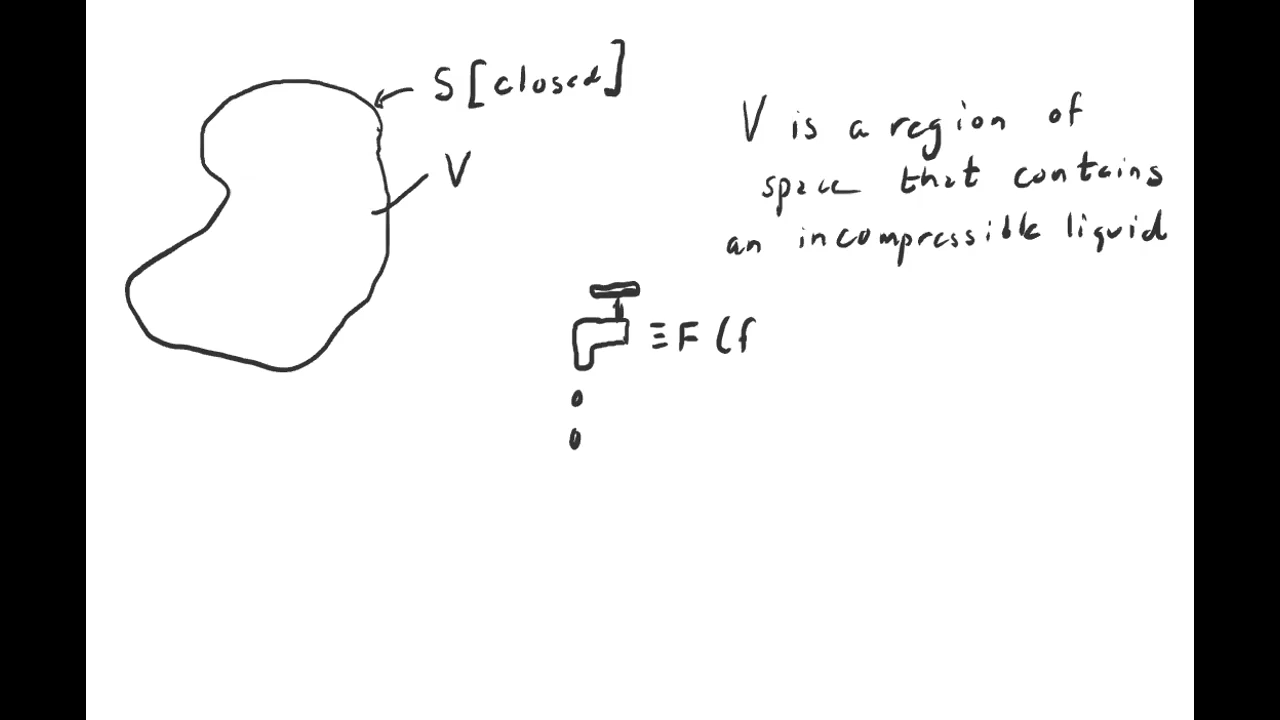 S [closed]
V
V is a region of
space that contains
an incompressible liquid
≡ F (f